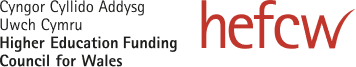 Cyngor Cyllido Addysg
Uwch Cymru
Higher Education Funding
Council for Wales
hefcw